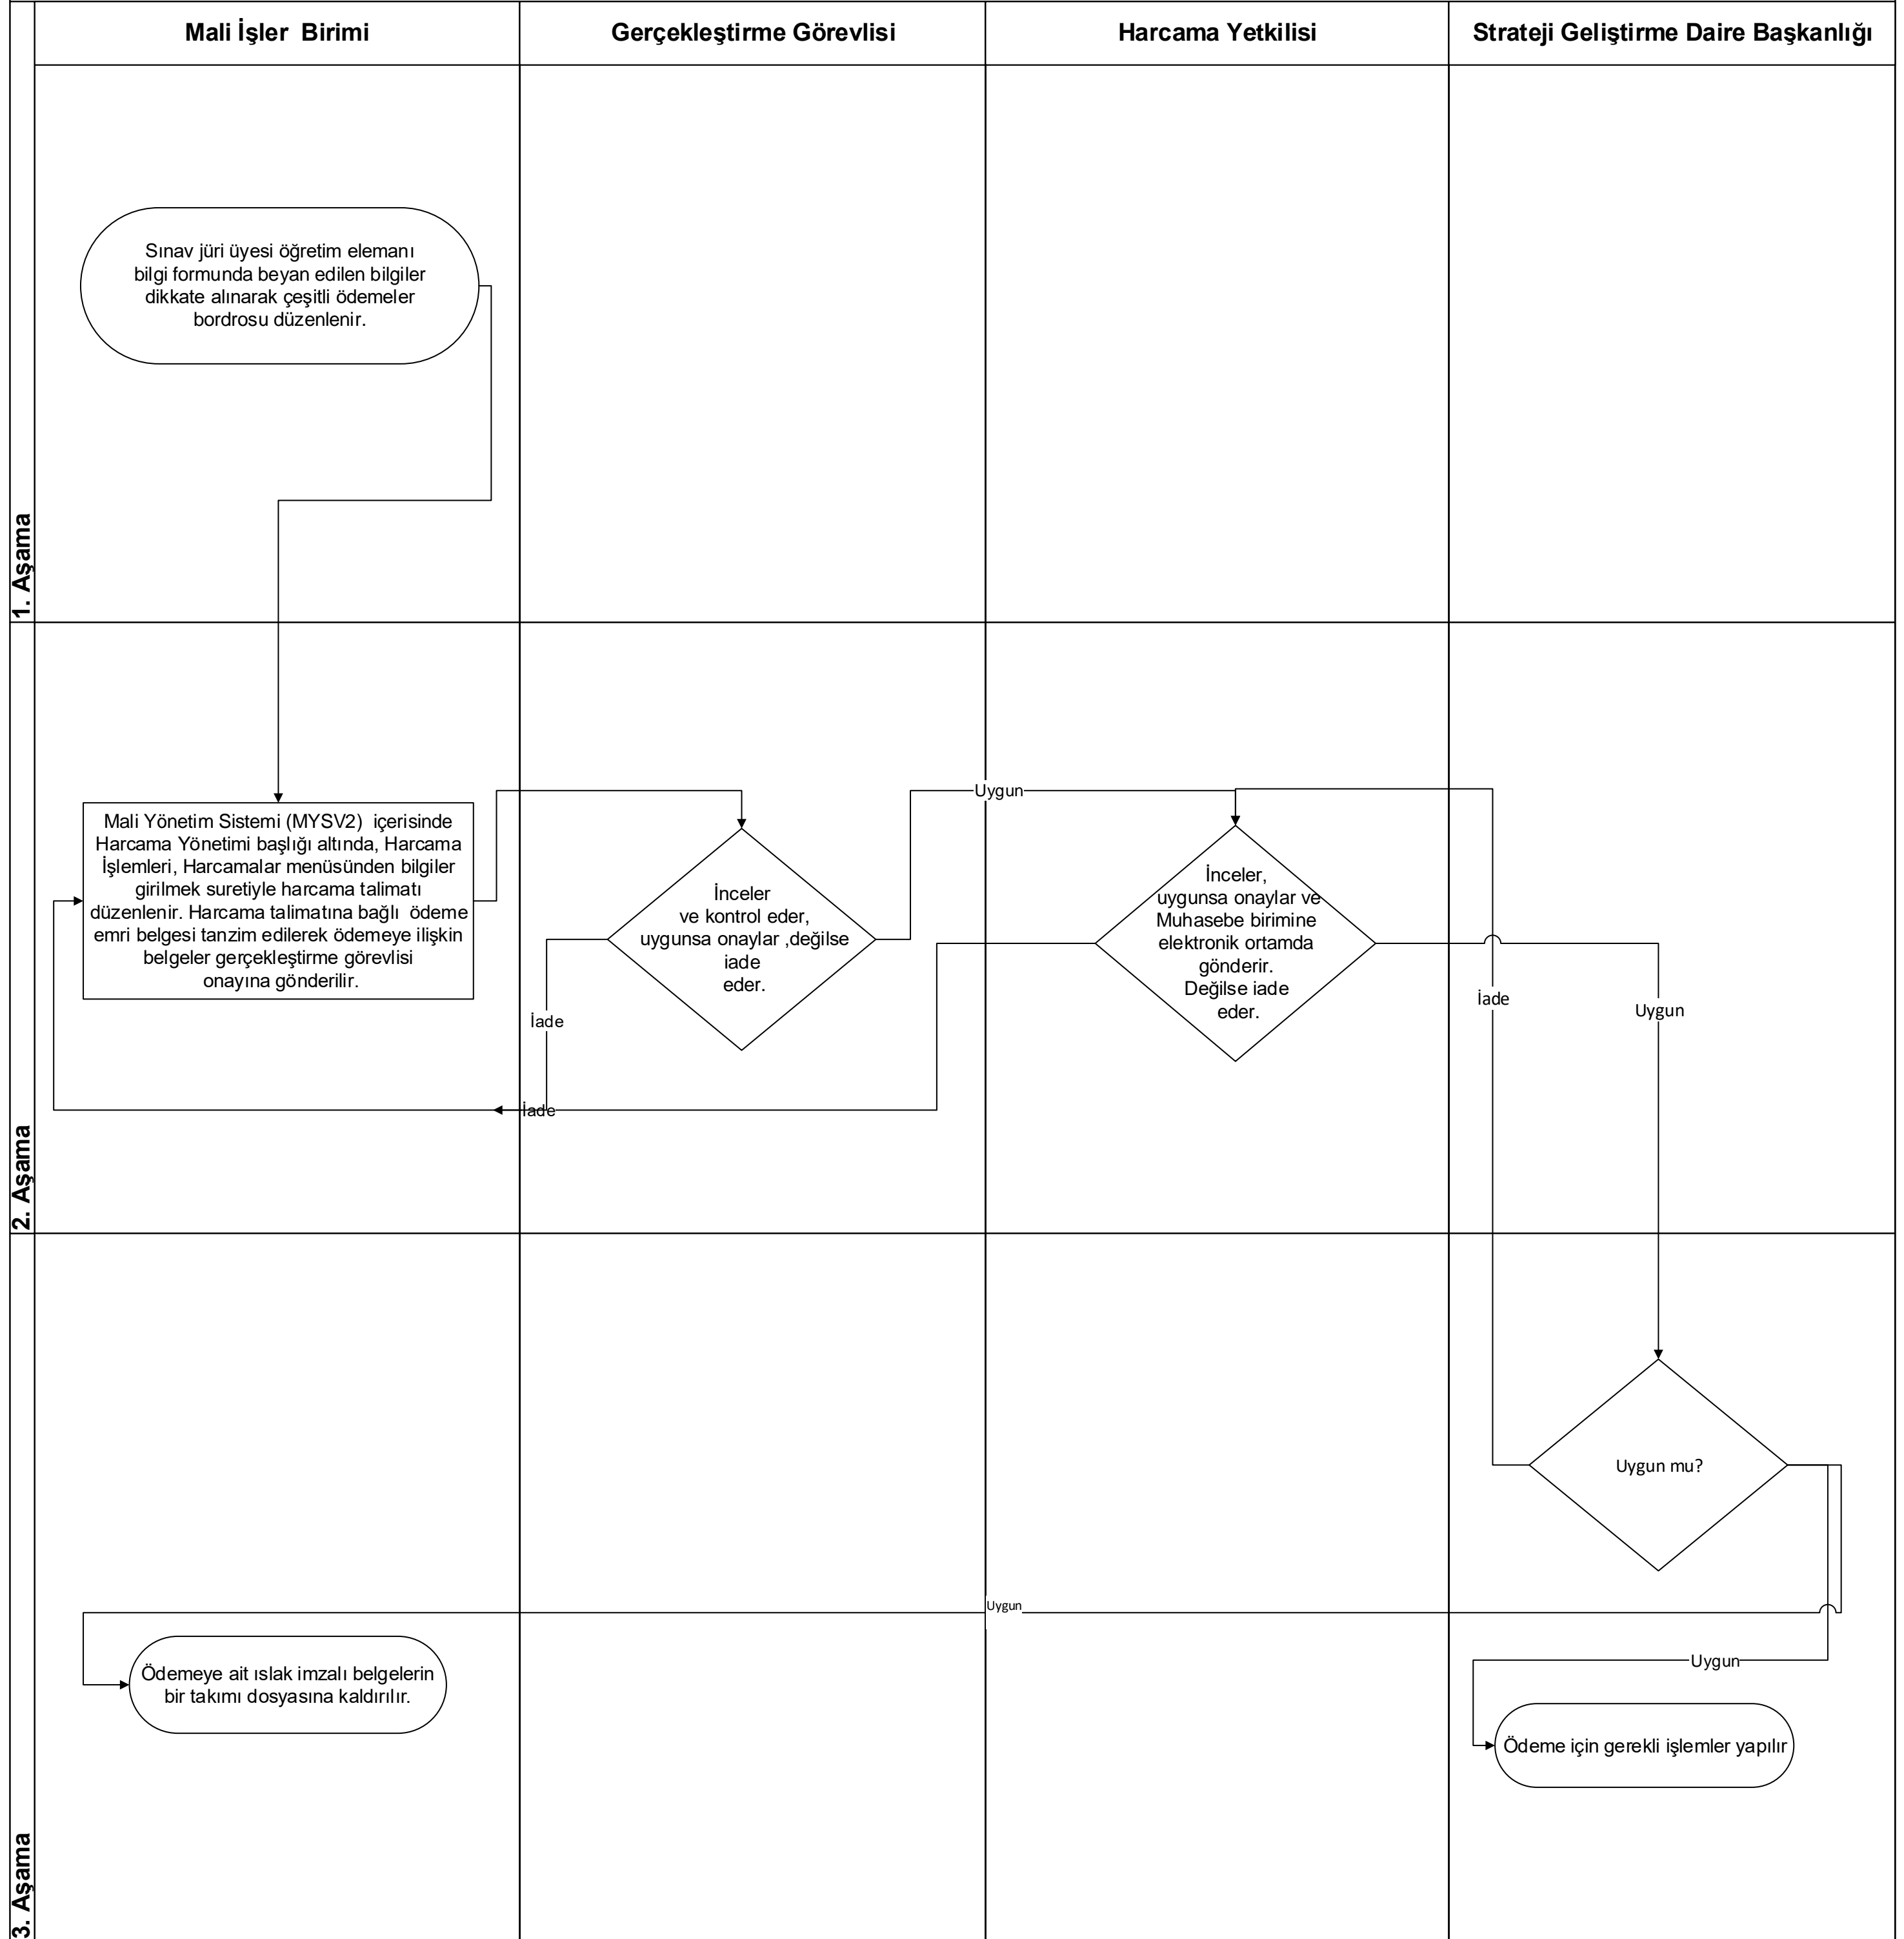 Mali İşler  Birimi
Gerçekleştirme Görevlisi
Harcama Yetkilisi
Strateji Geliştirme Daire Başkanlığı
1. Aşama
Sınav jüri üyesi öğretim elemanı
bilgi formunda beyan edilen bilgiler
dikkate alınarak çeşitli ödemeler
bordrosu düzenlenir.
2. Aşama
Mali Yönetim Sistemi (MYSV2)  içerisinde
Harcama Yönetimi başlığı altında, Harcama
İşlemleri, Harcamalar menüsünden bilgiler
girilmek suretiyle harcama talimatı
düzenlenir. Harcama talimatına bağlı  ödeme
emri belgesi tanzim edilerek ödemeye ilişkin
belgeler gerçekleştirme görevlisi
onayına gönderilir.
İnceler
ve kontrol eder,
uygunsa onaylar ,değilse
iade
eder.
İade
İade
Uygun
İnceler,
uygunsa onaylar ve
Muhasebe birimine
elektronik ortamda
gönderir.
Değilse iade
eder.
İade
Uygun
3. Aşama
Uygun mu?
Uygun
Uygun
Ödemeye ait ıslak imzalı belgelerin
bir takımı dosyasına kaldırılır.
Ödeme için gerekli işlemler yapılır